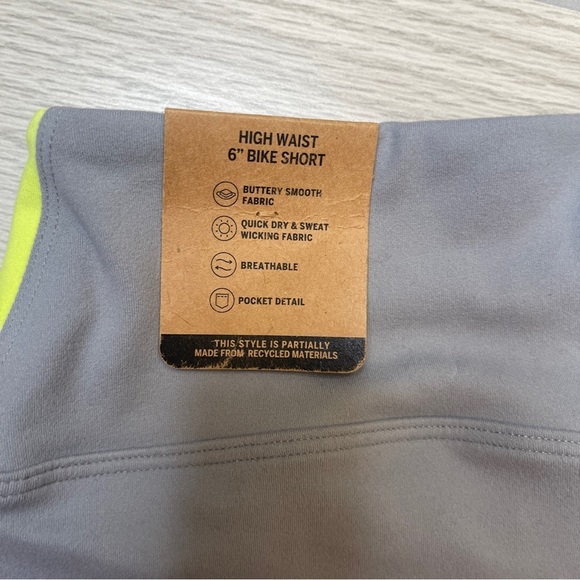 HIGH WAIST
6” BIKE SHORT
BUTTERY SMOOTH
FABRIC
QUICK DRY & SWEAT
WICKING FABRIC
BREATHABLE
POCKET DETAIL
THIS STYLE IS PARTIALLY
MADE FROM RECYCLED MATERIALS